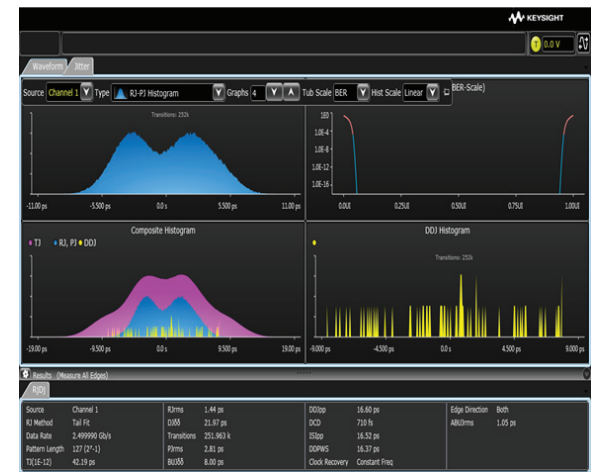 KEYSIGHT
T 0.0 V
Waveform Jitter
Source Channel 1 Type RJ-PJ Histogram Graphs 4 Tub Scale BER Hist Scale Linear BER-Scale)
Transitions: 252k
-11.00 ps -5.500 ps 0.0 s 5.500 ps 11.00 ps
1E0
1.0E-4
1.0E-8
1.0E-12
1.0E-16
0.0UI 0.25UI 0.50UI 0.75UI 1.00UI
Composite Histogram
TJ RJ, PJ DDJ
-19.00 ps -9.500 ps 0.0 s 9.500 ps 19.00 ps
DDJ Histogram
Transitions: 252k
-9.000 ps -4.500 ps 0.0 s 4.500 ps 9.000 ps
Results (Measure All Edges)
RJDJ
Source Channel 1 RJrms 1.44 ps DDJpp 16.60 ps Edge Direction Both
RJ Method Tail Fit DJδδ 21.97 ps DCD 710 fs ABUJrms 1.05 ps
Data Rate 2.499990 Gb/s Transitions 251.963 k ISIpp 16.52 ps
Pattern Length 127 (2⁷-1) PJrms 2.81 ps DDPWS 16.37 ps
TJ(1E-12) 42.19 ps BUJδδ 8.00 ps Clock Recovery Constant Freq